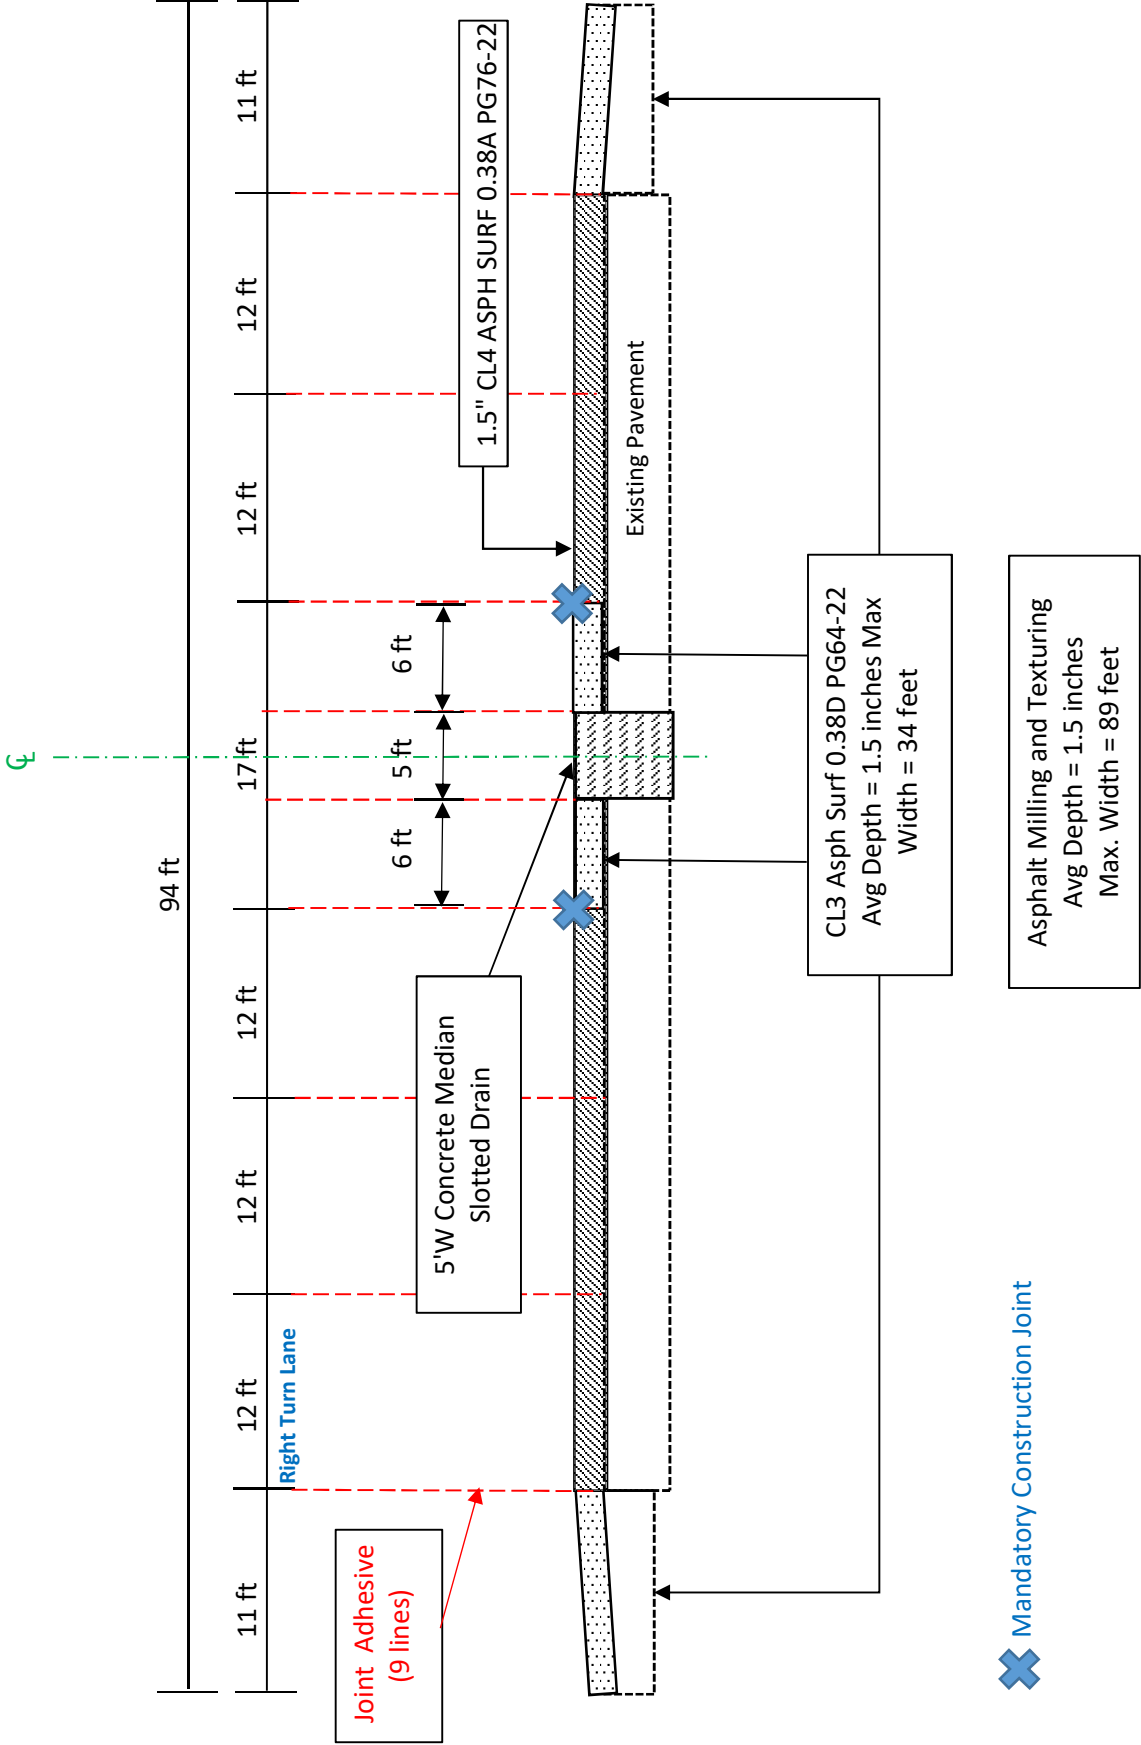 ℄
94 ft
11 ft
12 ft
12 ft
12 ft
17 ft
12 ft
12 ft
11 ft
Right Turn Lane
6 ft
5 ft
6 ft
Joint Adhesive
(9 lines)
5'W Concrete Median
Slotted Drain
1.5" CL4 ASPH SURF 0.38A PG76-22
Existing Pavement
CL3 Asph Surf 0.38D PG64-22
Avg Depth = 1.5 inches Max
Width = 34 feet
Asphalt Milling and Texturing
Avg Depth = 1.5 inches
Max. Width = 89 feet
Mandatory Construction Joint